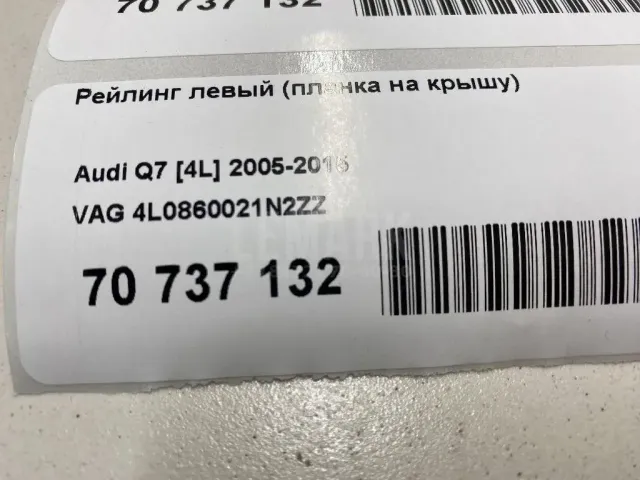 70 737 132
Рейлинг левый (планка на крышу)
Audi Q7 [4L] 2005-2015
VAG 4L0860021N2ZZ
70 737 132